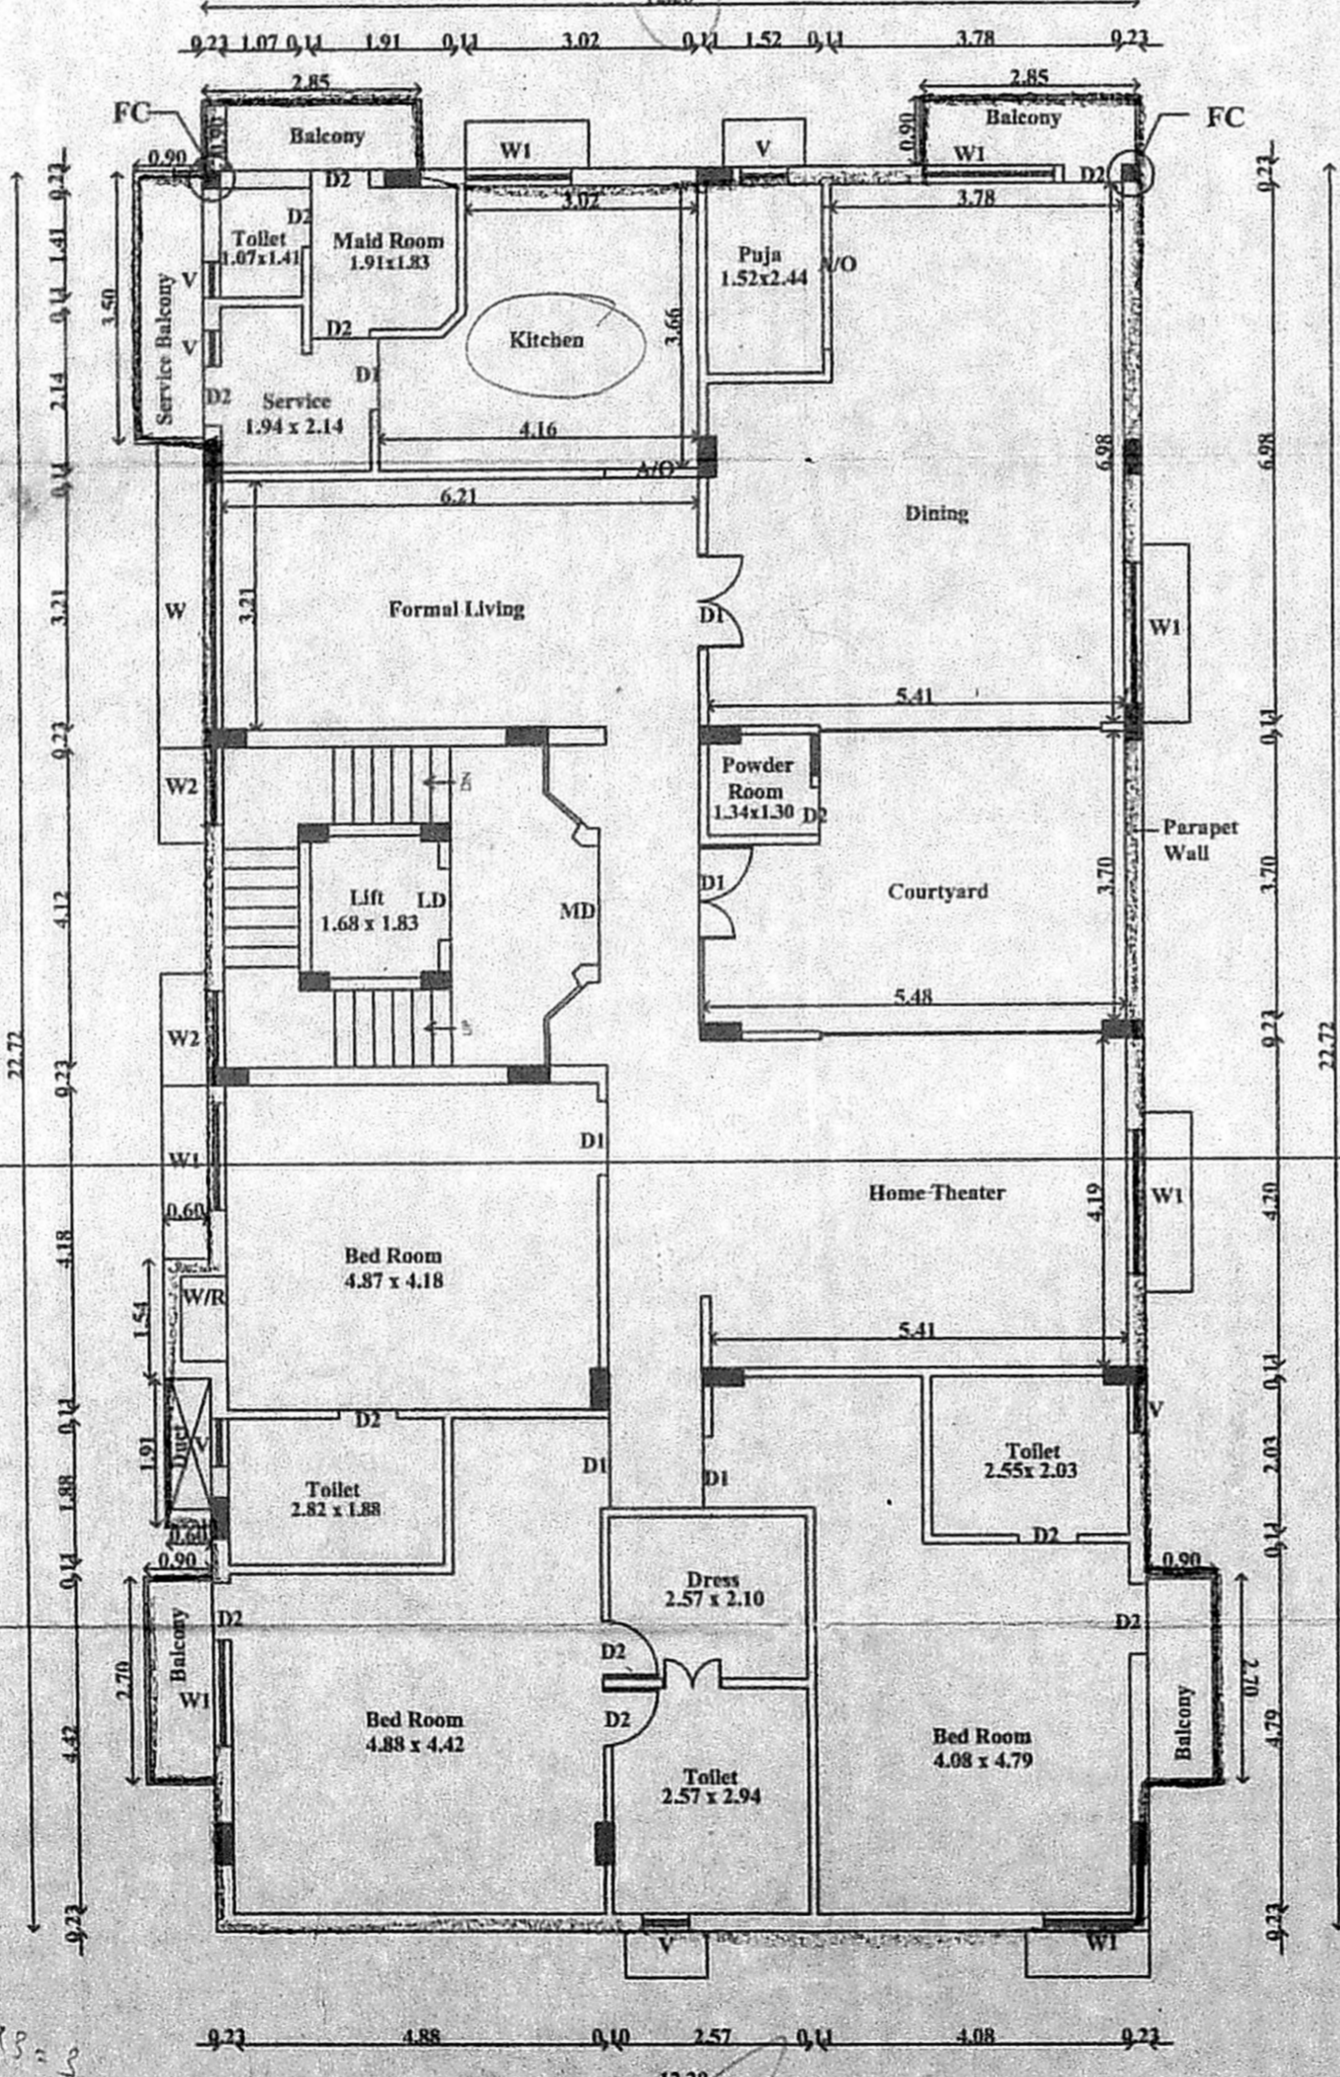 0.23 1.07 0.11 1.91 0.11 3.02 0.11 1.52 0.11 3.78 0.23
2.85
2.85
FC
0.90
Balcony
W1
V
0.90
Balcony
W1
D2
FC
0.90
D2
3.02
3.78
0.23
0.23
Toilet
1.07x1.41
D2
Maid Room
1.91x1.83
Puja
1.52x2.44
A/O
1.41
V
0.11
3.50
Service Balcony
V
D2
Kitchen
3.66
D1
2.14
D2
Service
1.94 x 2.14
4.16
A/O
6.98
6.98
0.11
6.21
Dining
W
3.21
3.21
Formal Living
D1
W1
5.41
0.23
0.11
W2
Powder
Room
1.34x1.30
D2
Parapet
Wall
Lift
1.68 x 1.83
LD
MD
D1
Courtyard
3.70
3.70
4.12
5.48
W2
0.23
0.23
22.72
22.72
D1
W1
0.60
Home Theater
4.19
4.20
W1
4.18
Bed Room
4.87 x 4.18
W/R
1.54
5.41
0.11
0.11
D2
V
Duct
V
1.91
1.88
Toilet
2.82 x 1.88
D1
D1
Toilet
2.55x 2.03
2.03
D2
0.60
0.90
0.11
0.11
0.90
Dress
2.57 x 2.10
Balcony
D2
D2
D2
2.70
W1
2.70
Balcony
D2
Bed Room
4.88 x 4.42
Bed Room
4.08 x 4.79
4.42
4.79
Toilet
2.57 x 2.94
0.23
0.23
V
W1
0.23 4.88 0.10 2.57 0.11 4.08 0.23